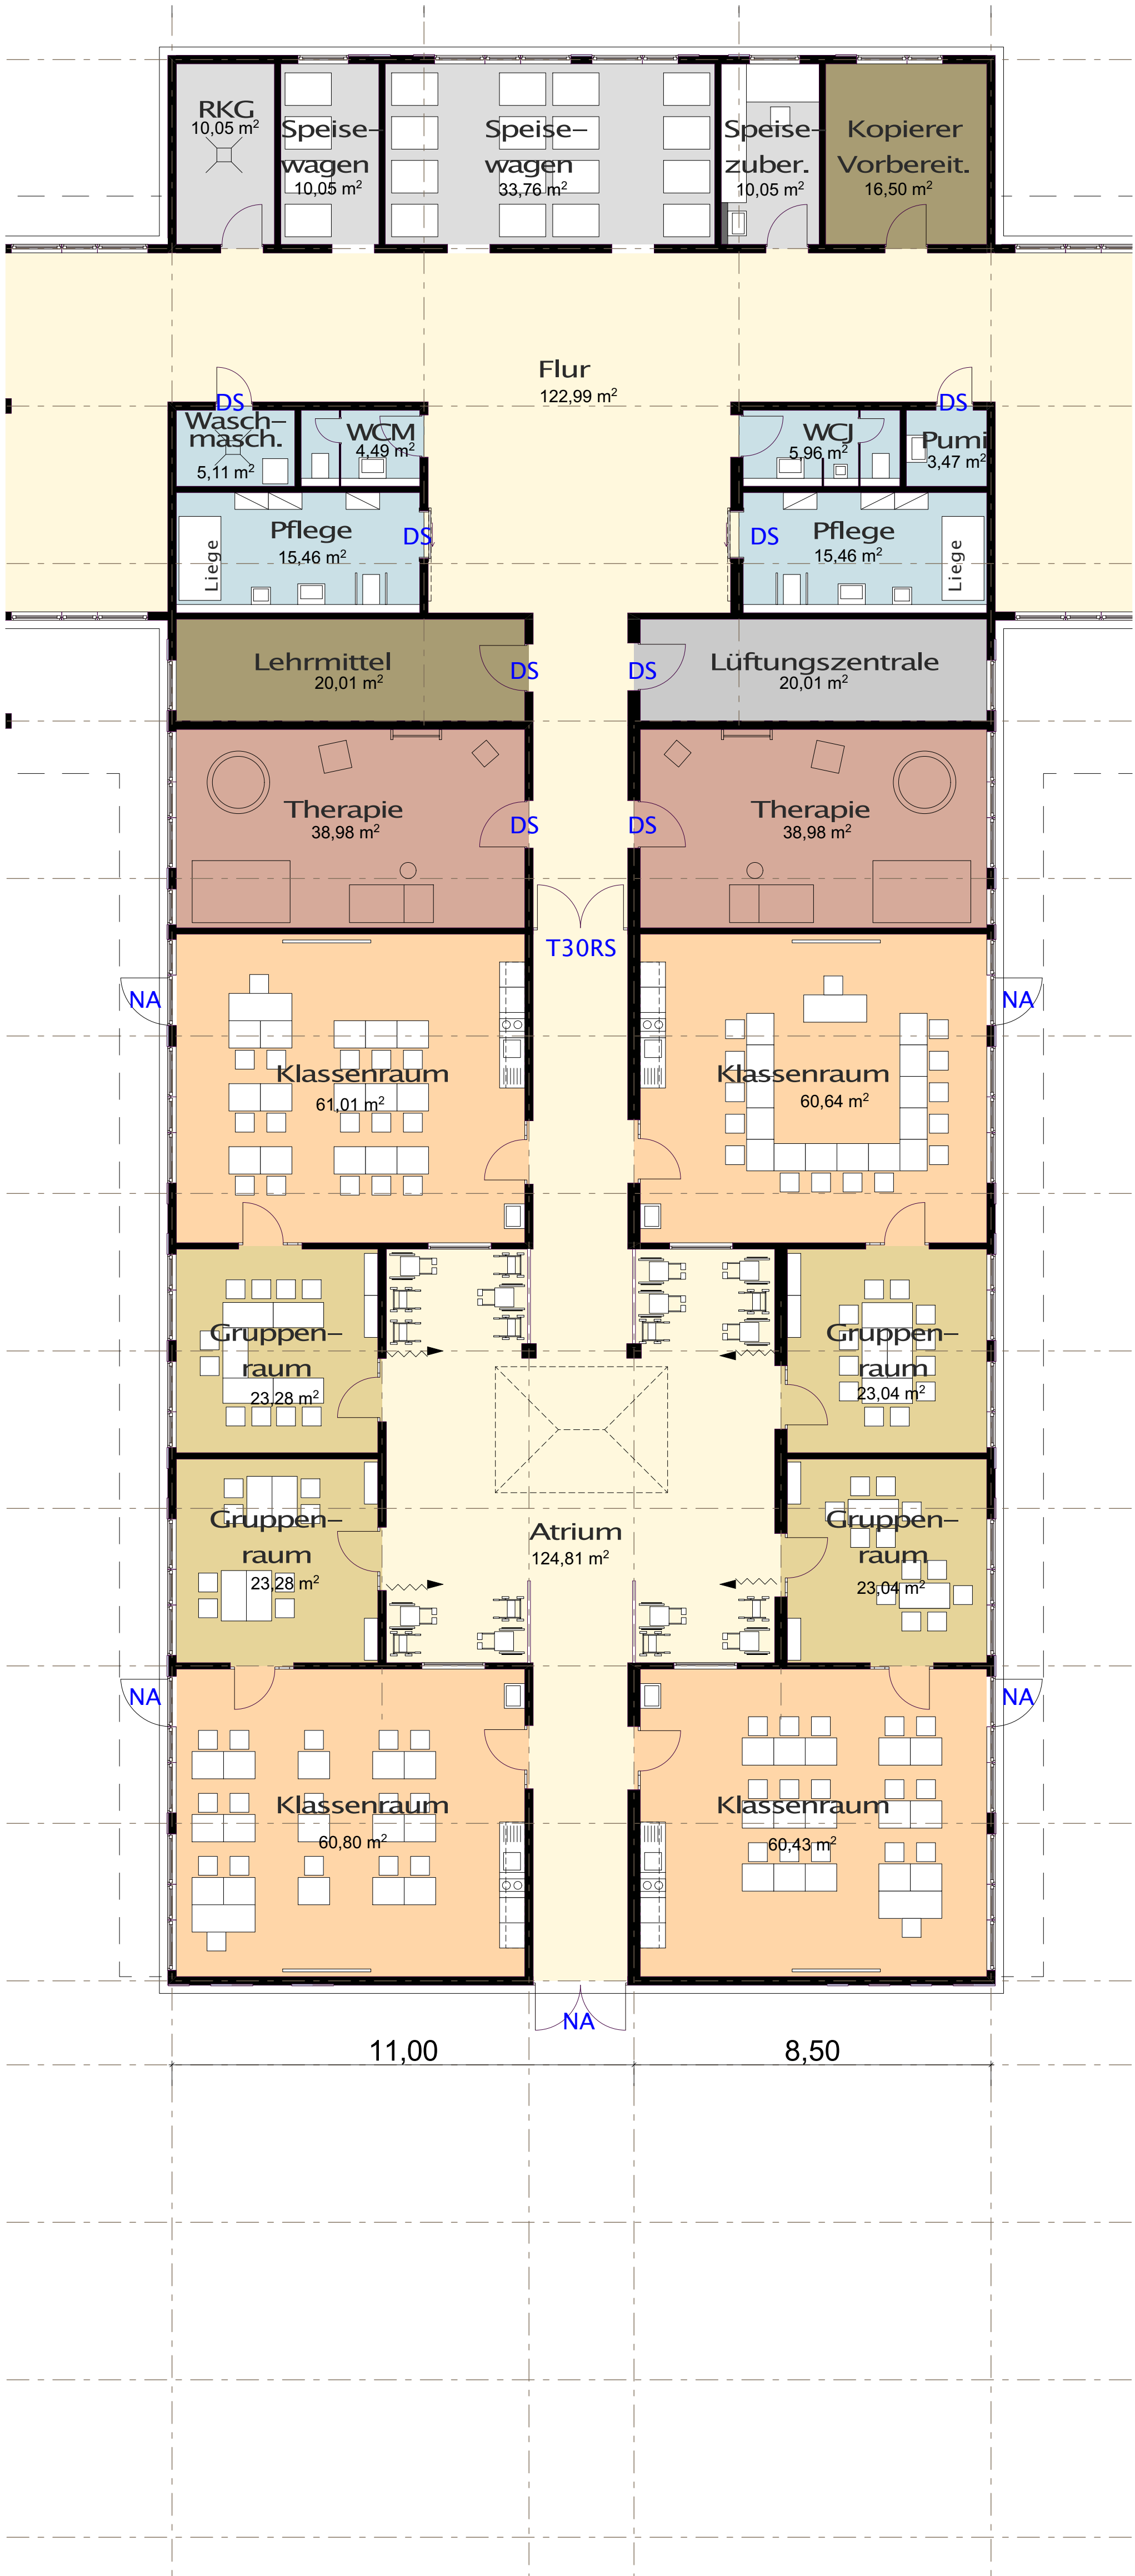 RKG
10,05 m²
Speise-
wagen
10,05 m²
Speise-
wagen
33,76 m²
Speise-
zuber.
10,05 m²
Kopierer
Vorbereit.
16,50 m²
Flur
122,99 m²
DS
DS
Wasch-
masch.
5,11 m²
WCM
4,49 m²
WCJ
5,96 m²
Pumi
3,47 m²
Liege
Pflege
15,46 m²
DS
DS
Pflege
15,46 m²
Liege
Lehrmittel
20,01 m²
DS
DS
Lüftungszentrale
20,01 m²
Therapie
38,98 m²
DS
DS
Therapie
38,98 m²
T30RS
NA
NA
Klassenraum
61,01 m²
Klassenraum
60,64 m²
Gruppen-
raum
23,28 m²
Gruppen-
raum
23,04 m²
Gruppen-
raum
23,28 m²
Atrium
124,81 m²
Gruppen-
raum
23,04 m²
NA
NA
Klassenraum
60,80 m²
Klassenraum
60,43 m²
NA
11,00
8,50